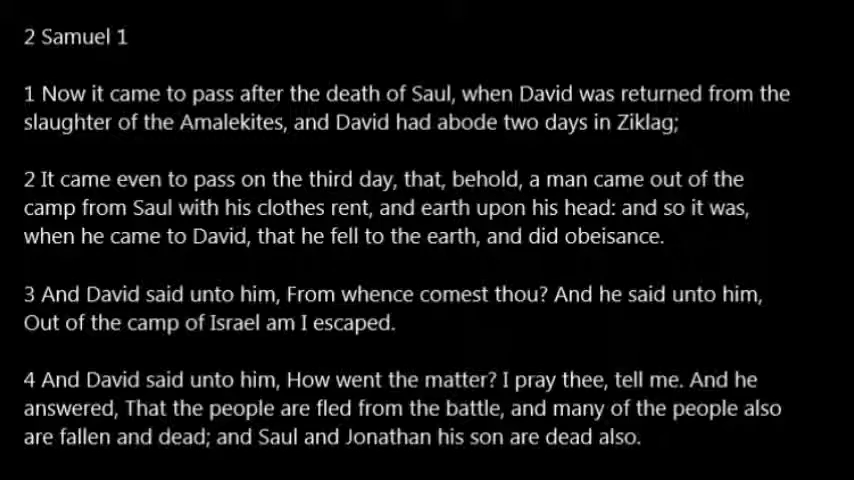 2 Samuel 1
1 Now it came to pass after the death of Saul, when David was returned from the
slaughter of the Amalekites, and David had abode two days in Ziklag;
2 It came even to pass on the third day, that, behold, a man came out of the
camp from Saul with his clothes rent, and earth upon his head: and so it was,
when he came to David, that he fell to the earth, and did obeisance.
3 And David said unto him, From whence comest thou? And he said unto him,
Out of the camp of Israel am I escaped.
4 And David said unto him, How went the matter? I pray thee, tell me. And he
answered, That the people are fled from the battle, and many of the people also
are fallen and dead; and Saul and Jonathan his son are dead also.